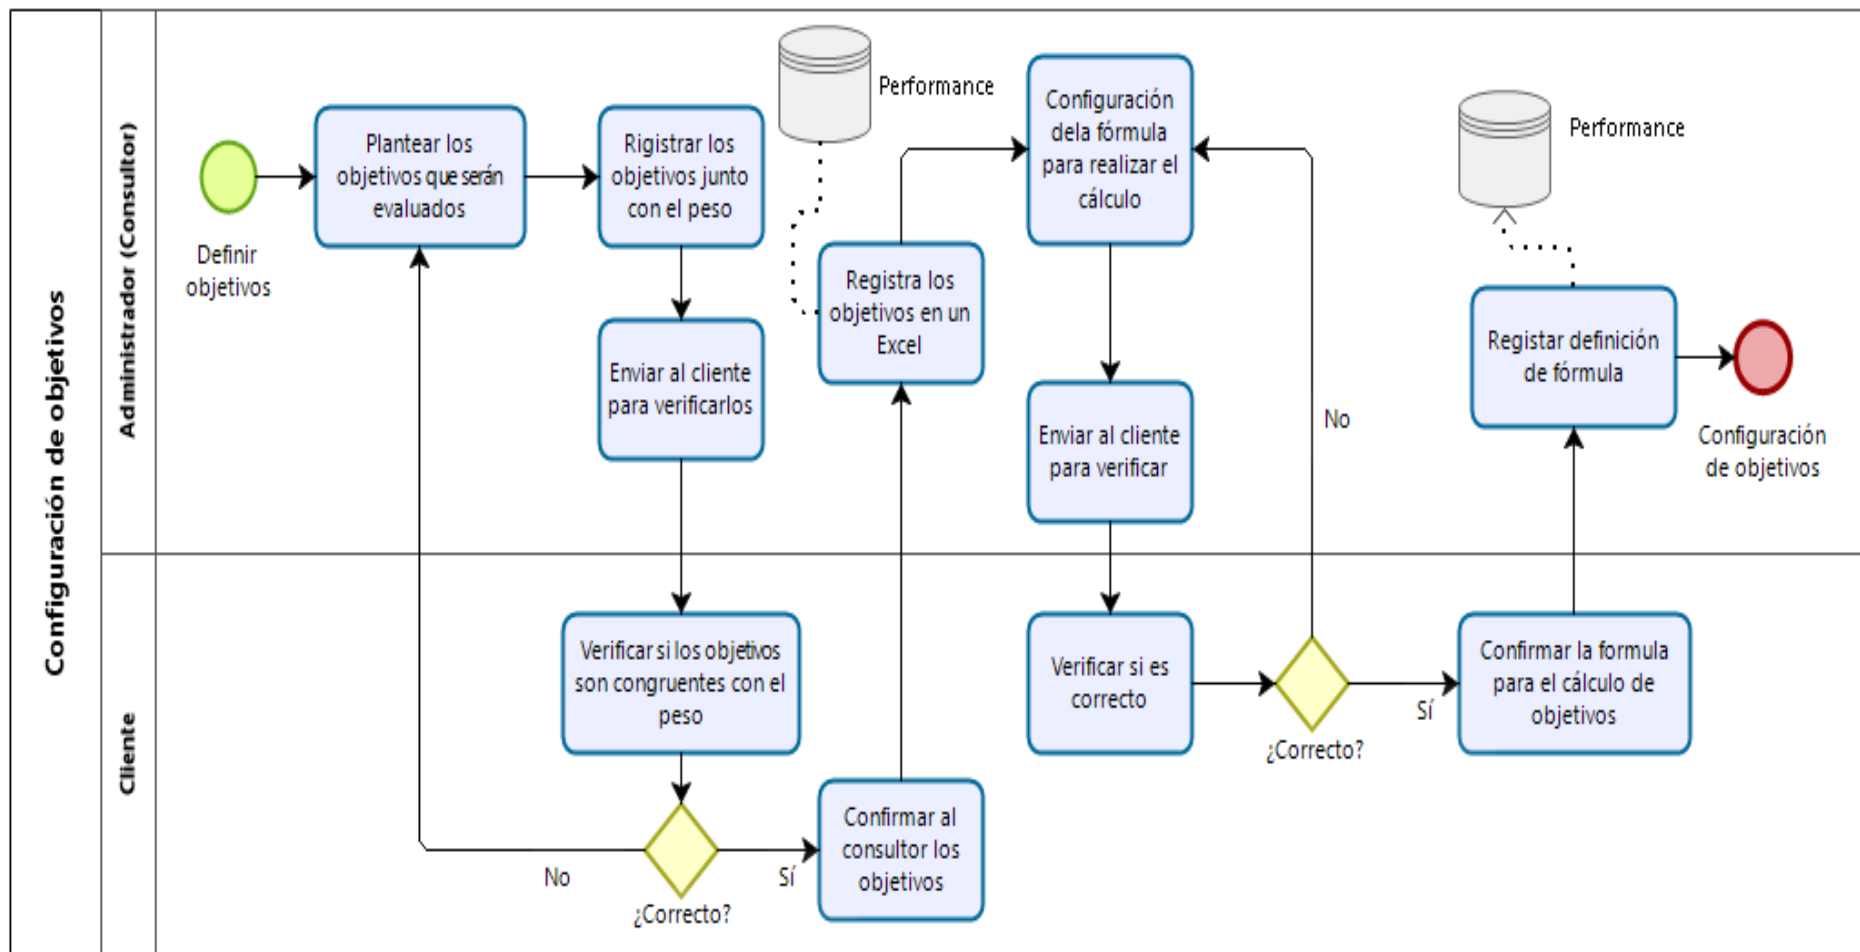 Configuración de objetivos
Administrador (Consultor)
Cliente
Definir
objetivos
Plantear los
objetivos que serán
evaluados
Rigistrar los
objetivos junto
con el peso
Enviar al cliente
para verificarlos
Verificar si los objetivos
son congruentes con el
peso
¿Correcto?
No
Sí
Confirmar al
consultor los
objetivos
Registra los
objetivos en un
Excel
Performance
Configuración
dela fórmula
para realizar el
cálculo
Enviar al cliente
para verificar
Verificar si es
correcto
¿Correcto?
No
Sí
Confirmar la formula
para el cálculo de
objetivos
Registar definición
de fórmula
Performance
Configuración
de objetivos